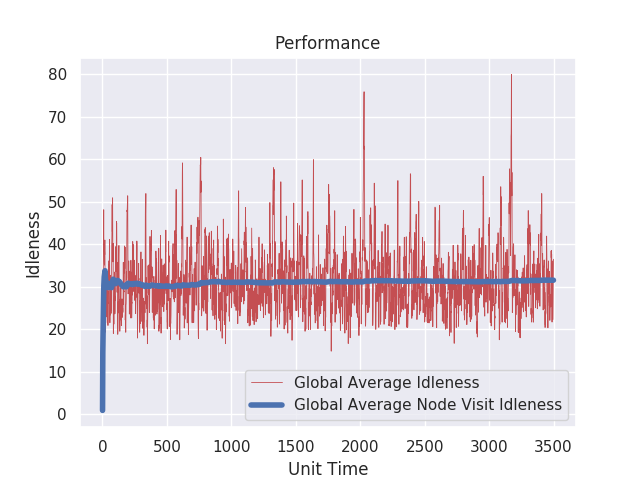 Performance
80
70
60
50
40
30
20
10
0
Idleness
Global Average Idleness
Global Average Node Visit Idleness
0 500 1000 1500 2000 2500 3000 3500
Unit Time